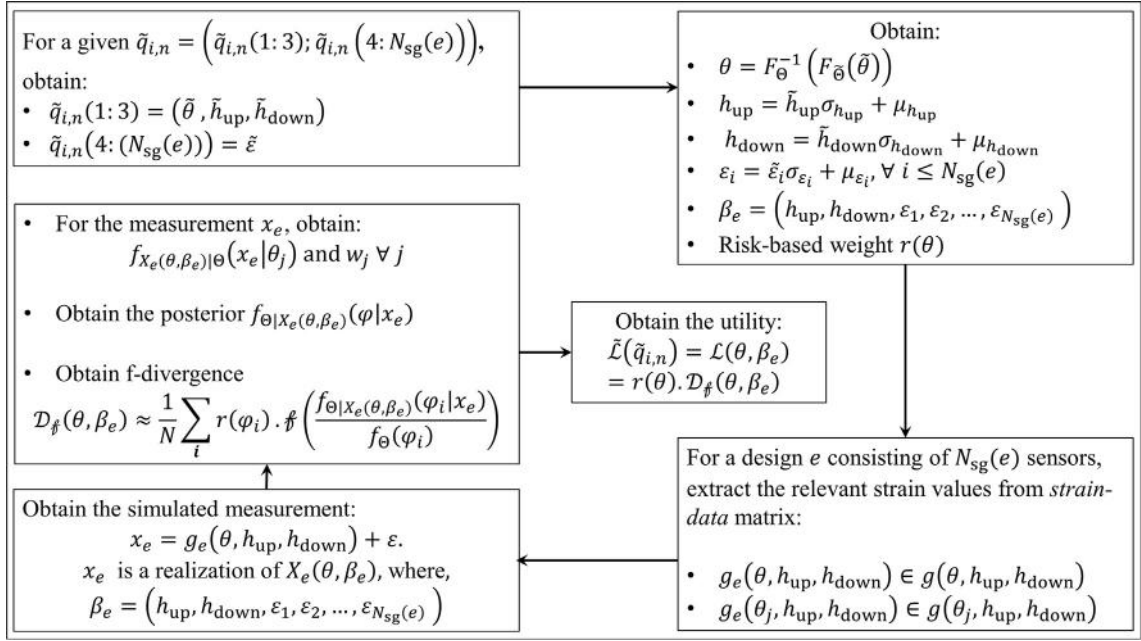 For a given q̃_{i,n} = (q̃_{i,n}(1:3); q̃_{i,n}(4: N_sg(e))),
obtain:
• q̃_{i,n}(1:3) = (θ̃ , h̃_up, h̃_down)
• q̃_{i,n}(4: (N_sg(e))) = ε̃
Obtain:
• θ = F_Θ^{-1}(F_Θ̃(θ̃))
• h_up = h̃_up σ_{h_up} + μ_{h_up}
• h_down = h̃_down σ_{h_down} + μ_{h_down}
• ε_i = ε̃_i σ_{ε_i} + μ_{ε_i}, ∀ i ≤ N_sg(e)
• β_e = (h_up, h_down, ε_1, ε_2, ..., ε_{N_sg(e)})
• Risk-based weight r(θ)
For a design e consisting of N_sg(e) sensors,
extract the relevant strain values from strain-
data matrix:
• g_e(θ, h_up, h_down) ∈ g(θ, h_up, h_down)
• g_e(θ_j, h_up, h_down) ∈ g(θ_j, h_up, h_down)
Obtain the simulated measurement:
x_e = g_e(θ, h_up, h_down) + ε.
x_e is a realization of X_e(θ, β_e), where,
β_e = (h_up, h_down, ε_1, ε_2, ..., ε_{N_sg(e)})
• For the measurement x_e, obtain:
f_{X_e(θ,β_e)|Θ}(x_e|θ_j) and w_j ∀ j
• Obtain the posterior f_{Θ|X_e(θ,β_e)}(φ|x_e)
• Obtain f-divergence
𝒟_𝒻(θ, β_e) ≈ 1/N ∑_i r(φ_i) . 𝒻(f_{Θ|X_e(θ,β_e)}(φ_i|x_e) / f_Θ(φ_i))
Obtain the utility:
ℒ̃(q̃_{i,n}) = ℒ(θ, β_e)
= r(θ). 𝒟_𝒻(θ, β_e)